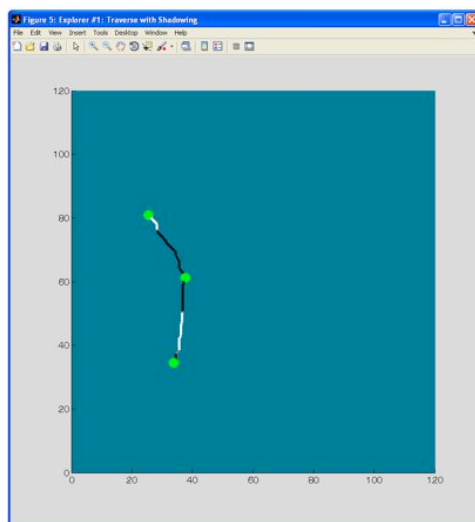 Figure 5: Explorer #1: Traverse with Shadowing
File Edit View Insert Tools Desktop Window Help
120
100
80
60
40
20
0
0 20 40 60 80 100 120